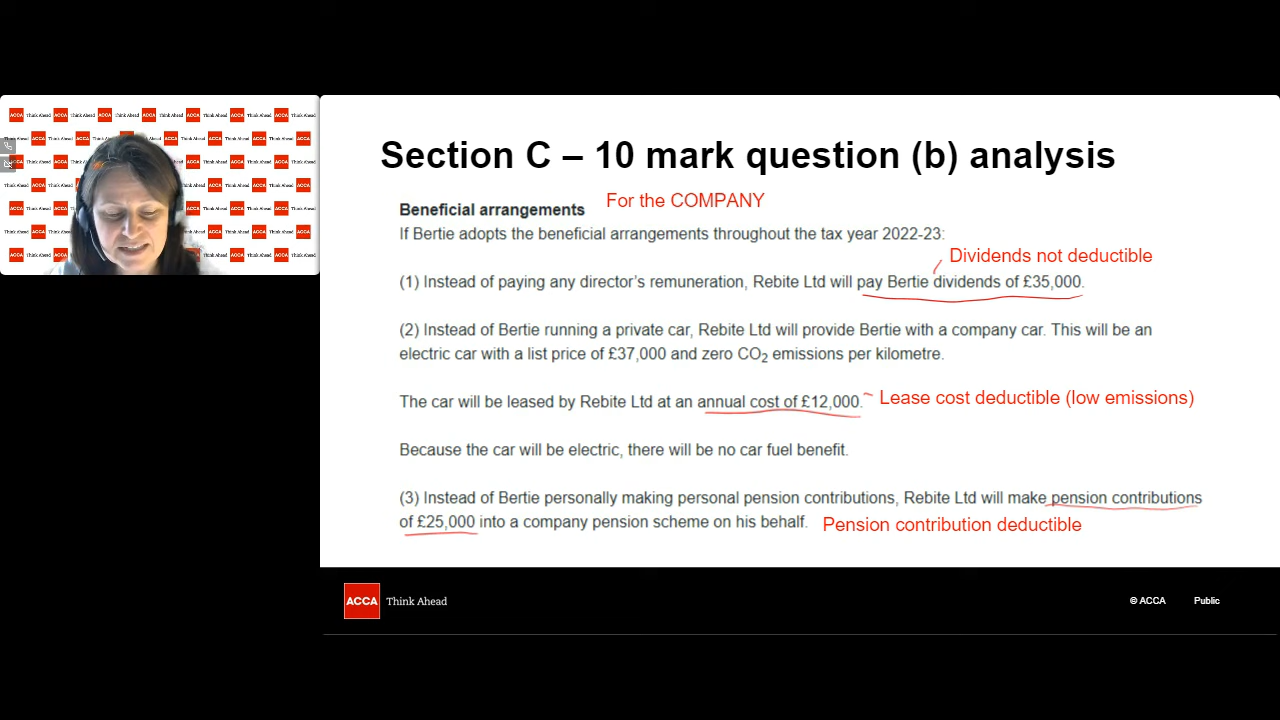 Section C – 10 mark question (b) analysis
For the COMPANY
Beneficial arrangements
If Bertie adopts the beneficial arrangements throughout the tax year 2022-23:
Dividends not deductible
(1) Instead of paying any director's remuneration, Rebite Ltd will pay Bertie dividends of £35,000.
(2) Instead of Bertie running a private car, Rebite Ltd will provide Bertie with a company car. This will be an
electric car with a list price of £37,000 and zero CO2 emissions per kilometre.
The car will be leased by Rebite Ltd at an annual cost of £12,000.
Lease cost deductible (low emissions)
Because the car will be electric, there will be no car fuel benefit.
(3) Instead of Bertie personally making personal pension contributions, Rebite Ltd will make pension contributions
of £25,000 into a company pension scheme on his behalf.
Pension contribution deductible
ACCA Think Ahead
© ACCA
Public